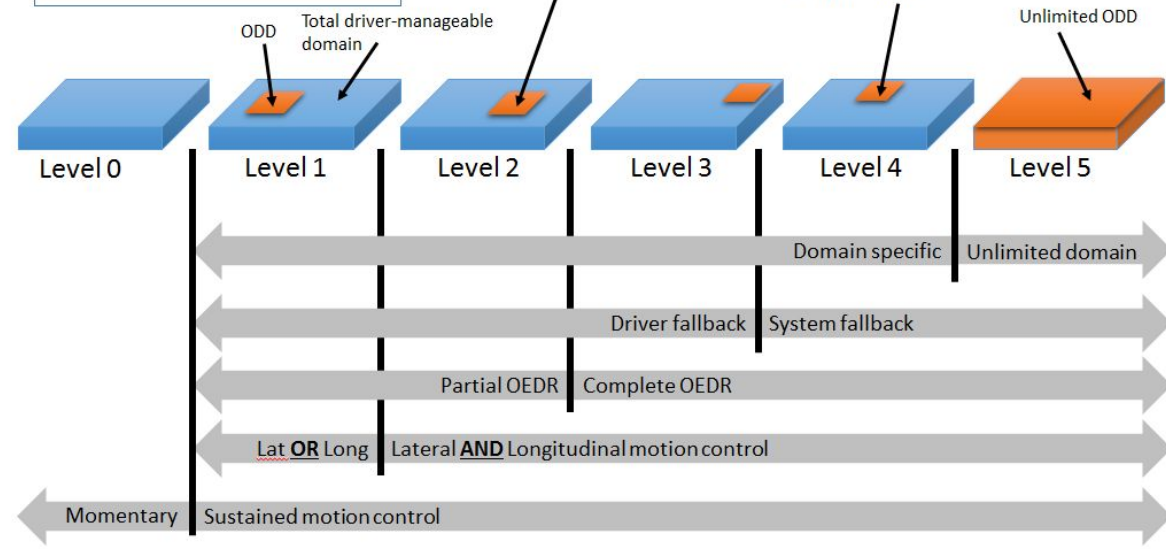 ODD
Total driver-manageable
domain
Unlimited ODD
Level 0
Level 1
Level 2
Level 3
Level 4
Level 5
Domain specific
Unlimited domain
Driver fallback
System fallback
Partial OEDR
Complete OEDR
Lat OR Long
Lateral AND Longitudinal motion control
Momentary
Sustained motion control